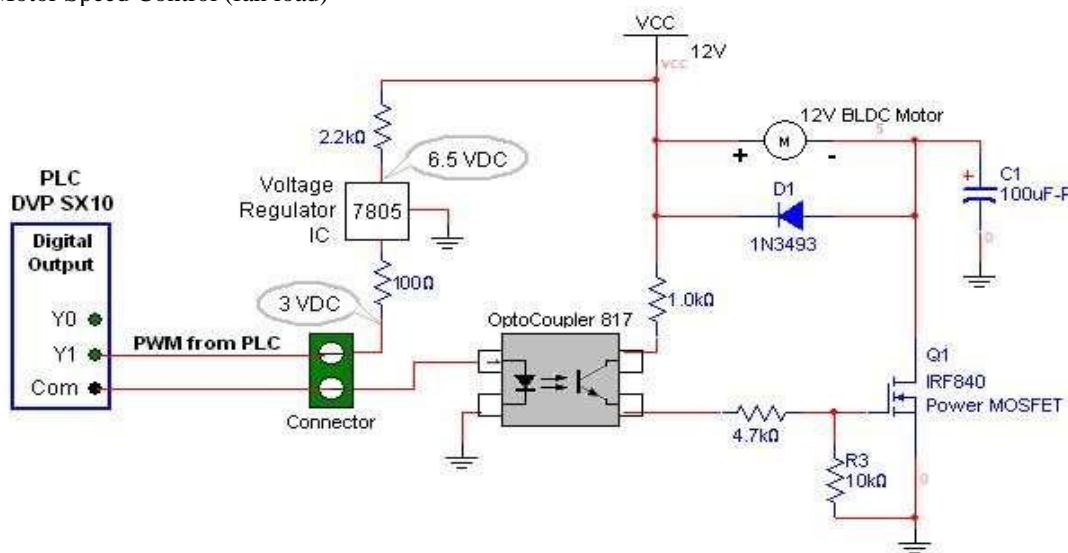 Motor Speed Control (fan load)
VCC
12V
VCC
2.2kΩ
6.5 VDC
12V BLDC Motor
S
M
+ -
PLC
DVP SX10
Voltage
Regulator
IC
7805
D1
1N3493
+
C1
100uF-P
0
Digital
Output
100Ω
3 VDC
1.0kΩ
OptoCoupler 817
Y0
Y1
PWM from PLC
Com
Connector
Q1
IRF840
Power MOSFET
4.7kΩ
R3
10kΩ
0